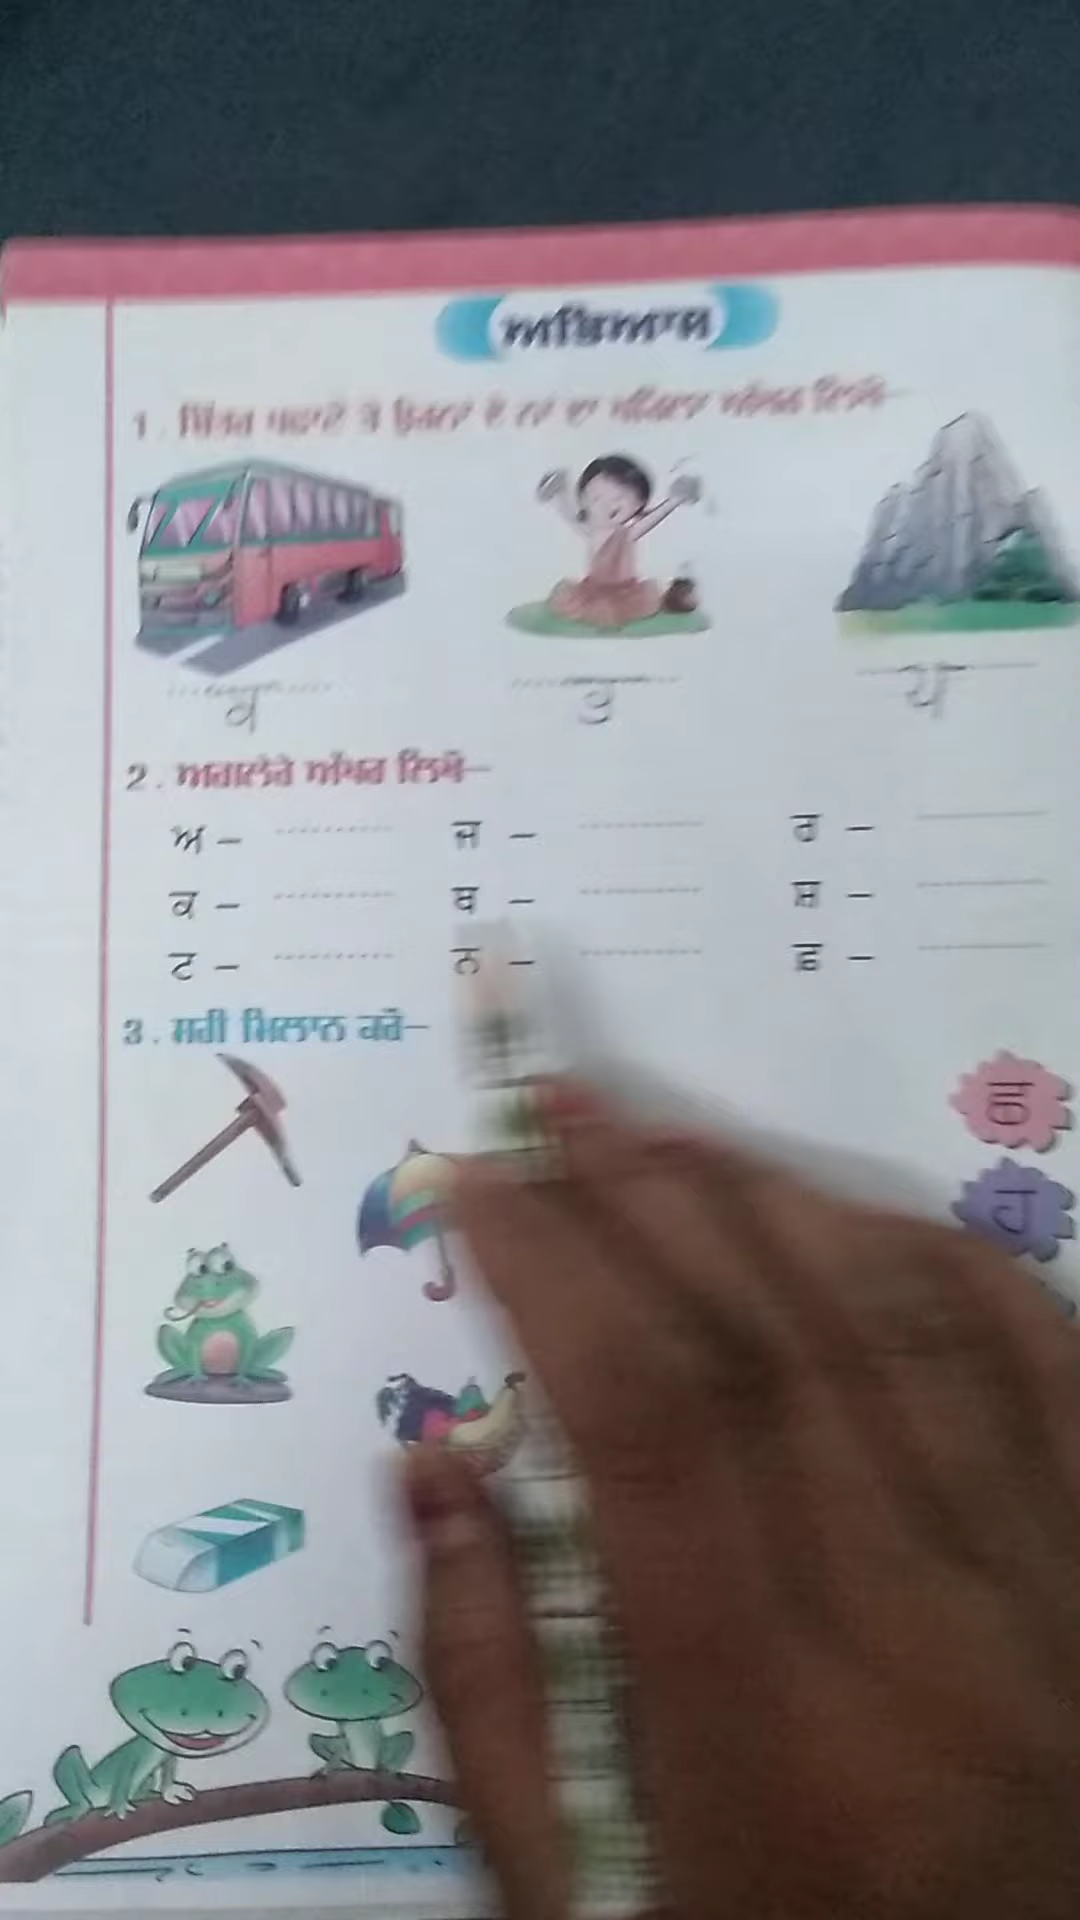 ਅਭਿਆਸ
1. ਚਿੱਤਰ ਪਛਾਣੋ ਤੇ ਉਹਨਾਂ ਦੇ ਨਾਂ ਦਾ ਪਹਿਲਾ ਅੱਖਰ ਲਿਖੋ–
ਤ ਪ
2. ਅਗਲੇਰੇ ਅੱਖਰ ਲਿਖੋ–
ਅ – ਜ – ਰ –
ਕ – – ਸ਼ –
ਟ – ਨ – –
3. ਸਹੀ ਮਿਲਾਨ ਕਰੋ–
ਹ